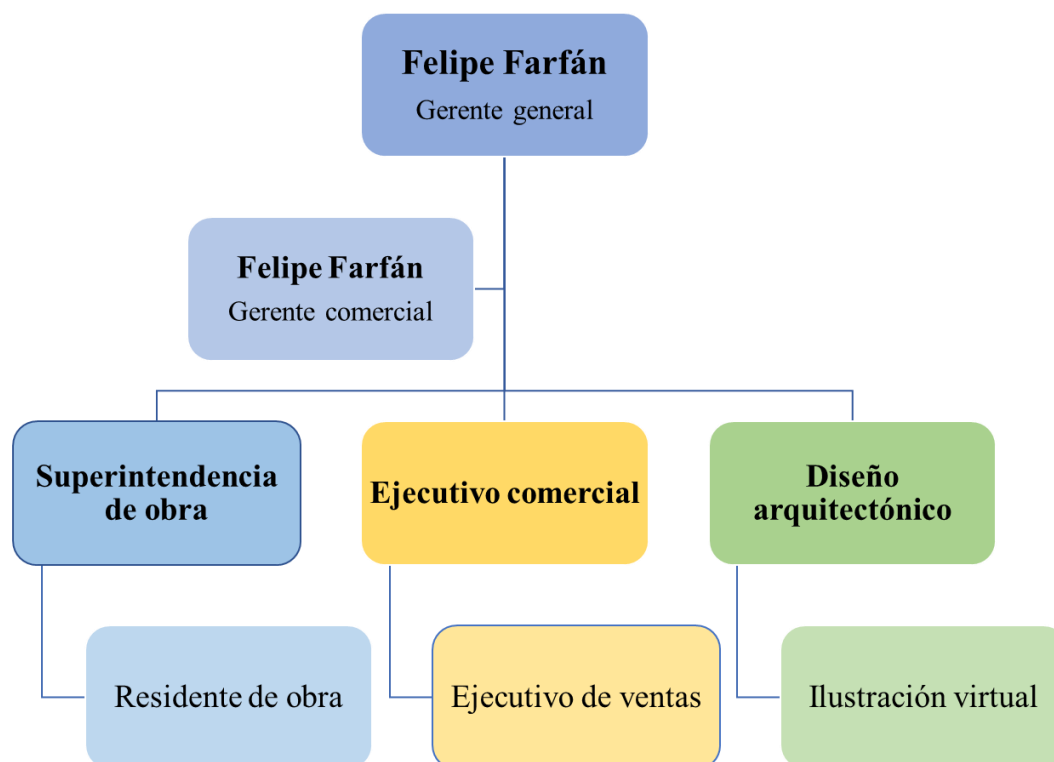 Felipe Farfán
Gerente general
Felipe Farfán
Gerente comercial
Superintendencia
de obra
Ejecutivo comercial
Diseño
arquitectónico
Residente de obra
Ejecutivo de ventas
Ilustración virtual